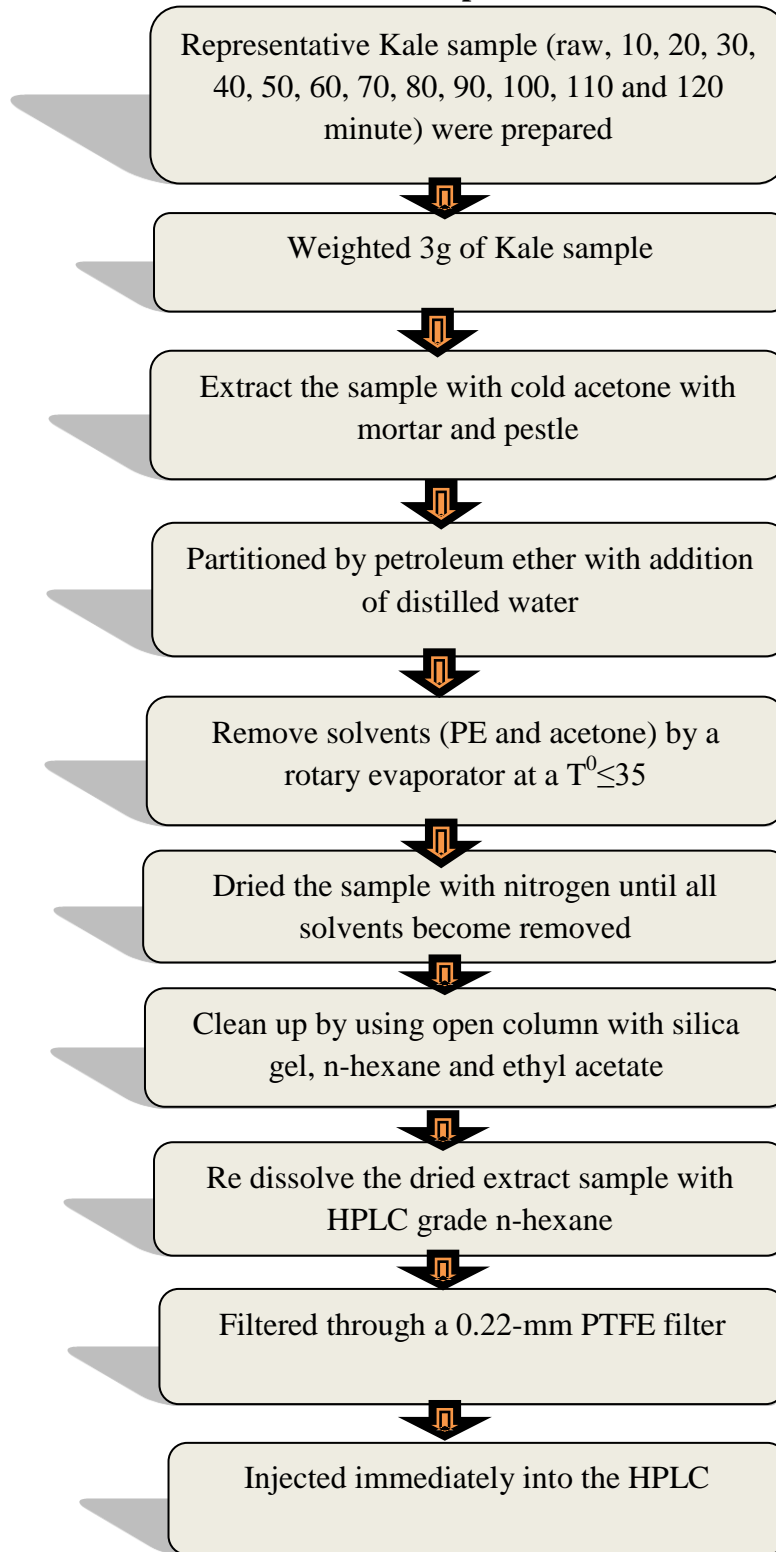 Representative Kale sample (raw, 10, 20, 30,
40, 50, 60, 70, 80, 90, 100, 110 and 120
minute) were prepared
Weighted 3g of Kale sample
Extract the sample with cold acetone with
mortar and pestle
Partitioned by petroleum ether with addition
of distilled water
Remove solvents (PE and acetone) by a
rotary evaporator at a T⁰≤35
Dried the sample with nitrogen until all
solvents become removed
Clean up by using open column with silica
gel, n-hexane and ethyl acetate
Re dissolve the dried extract sample with
HPLC grade n-hexane
Filtered through a 0.22-mm PTFE filter
Injected immediately into the HPLC